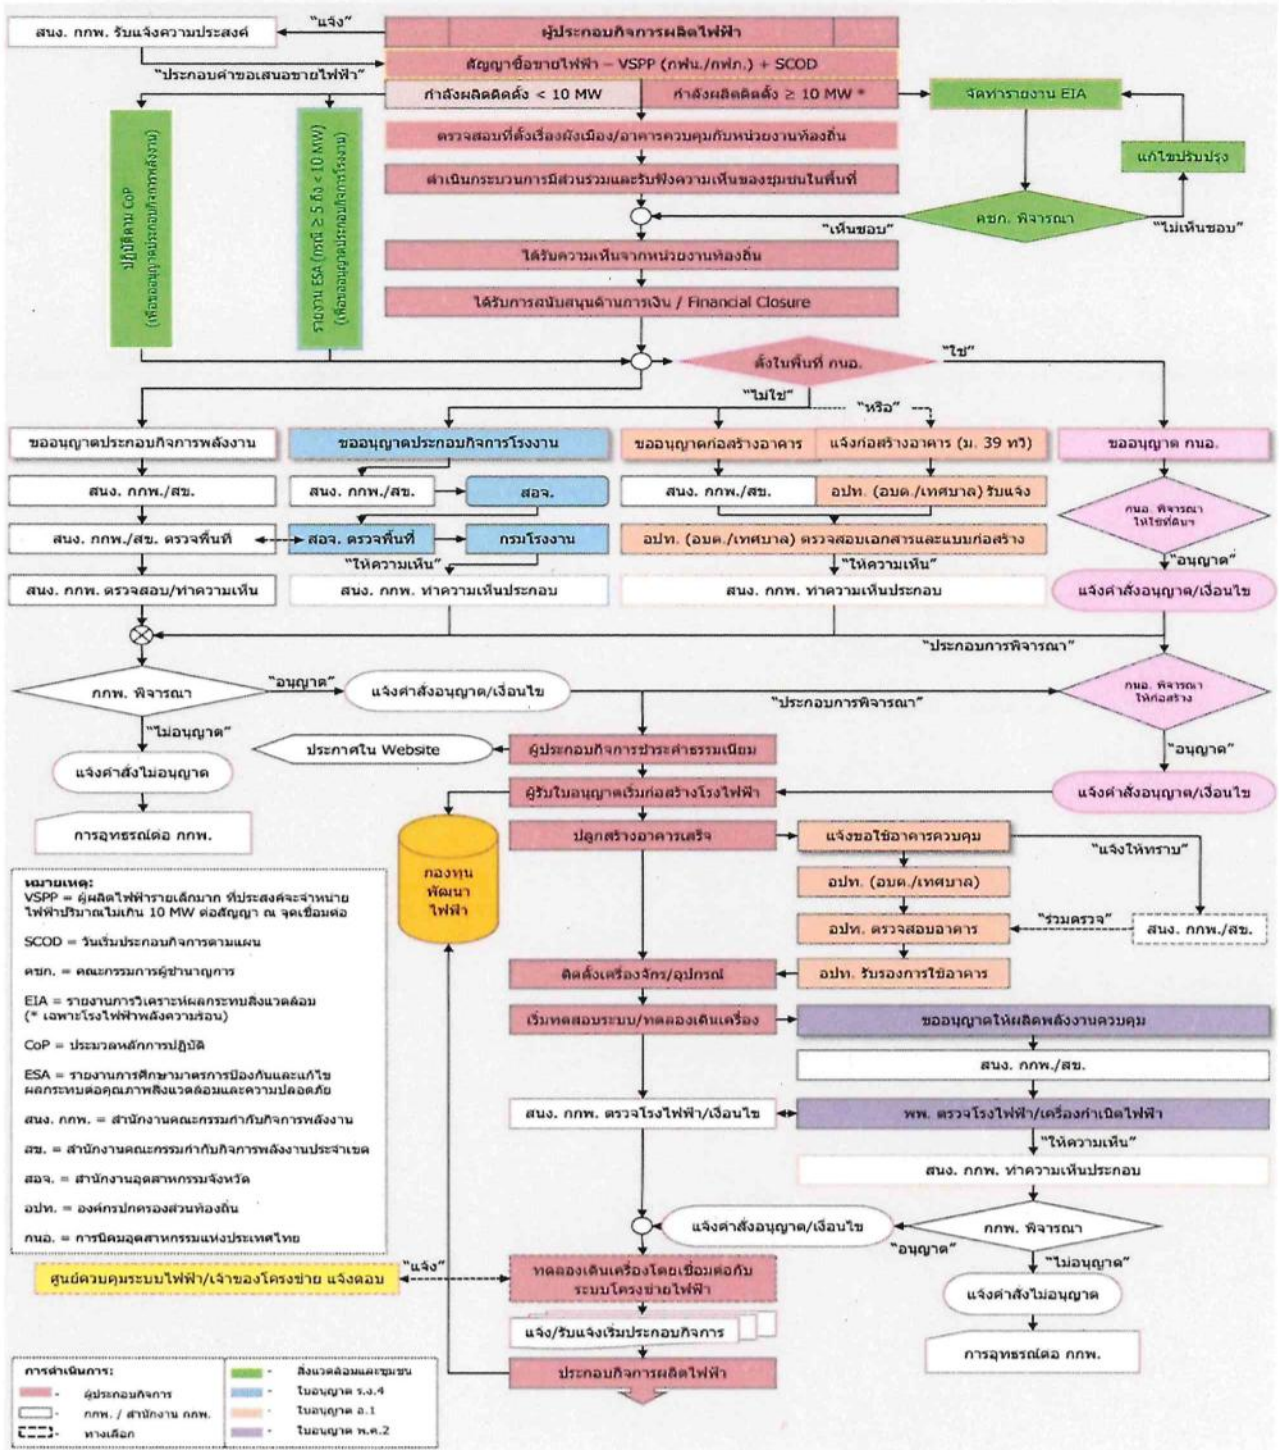 "แจ้ง"
สนง. กกพ. รับแจ้งความประสงค์
ผู้ประกอบกิจการผลิตไฟฟ้า
"ประกอบคำขอเสนอขายไฟฟ้า"
สัญญาซื้อขายไฟฟ้า – VSPP (กฟน./กฟภ.) + SCOD
กำลังผลิตติดตั้ง < 10 MW
กำลังผลิตติดตั้ง ≥ 10 MW *
จัดทำรายงาน EIA
ตรวจสอบที่ตั้งเรื่องผังเมือง/อาคารควบคุมกับหน่วยงานท้องถิ่น
แก้ไขปรับปรุง
ดำเนินกระบวนการมีส่วนร่วมและรับฟังความเห็นของชุมชนในพื้นที่
คชก. พิจารณา
"เห็นชอบ"
"ไม่เห็นชอบ"
ปฏิบัติตาม CoP
(เพื่อขออนุญาตประกอบกิจการพลังงาน)
รายงาน ESA (กรณี ≥ 5 ถึง < 10 MW)
(เพื่อขออนุญาตประกอบกิจการโรงงาน)
ได้รับความเห็นจากหน่วยงานท้องถิ่น
ได้รับการสนับสนุนด้านการเงิน / Financial Closure
ตั้งในพื้นที่ กนอ.
"ใช่"
"ไม่ใช่"
"หรือ"
ขออนุญาตประกอบกิจการพลังงาน
ขออนุญาตประกอบกิจการโรงงาน
ขออนุญาตก่อสร้างอาคาร
แจ้งก่อสร้างอาคาร (ม. 39 ทวิ)
ขออนุญาต กนอ.
สนง. กกพ./สข.
สนง. กกพ./สข.
สอจ.
สนง. กกพ./สข.
อปท. (อบต./เทศบาล) รับแจ้ง
กนอ. พิจารณา
ให้ใช้ที่ดินฯ
สนง. กกพ./สข. ตรวจพื้นที่
สอจ. ตรวจพื้นที่
กรมโรงงาน
อปท. (อบต./เทศบาล) ตรวจสอบเอกสารและแบบก่อสร้าง
"ให้ความเห็น"
"ให้ความเห็น"
"อนุญาต"
สนง. กกพ. ตรวจสอบ/ทำความเห็น
สนง. กกพ. ทำความเห็นประกอบ
สนง. กกพ. ทำความเห็นประกอบ
แจ้งคำสั่งอนุญาต/เงื่อนไข
"ประกอบการพิจารณา"
กกพ. พิจารณา
"อนุญาต"
แจ้งคำสั่งอนุญาต/เงื่อนไข
"ประกอบการพิจารณา"
กนอ. พิจารณา
ให้ก่อสร้าง
"ไม่อนุญาต"
ประกาศใน Website
ผู้ประกอบกิจการชำระค่าธรรมเนียม
"อนุญาต"
แจ้งคำสั่งไม่อนุญาต
ผู้รับใบอนุญาตเริ่มก่อสร้างโรงไฟฟ้า
แจ้งคำสั่งอนุญาต/เงื่อนไข
การอุทธรณ์ต่อ กกพ.
ปลูกสร้างอาคารเสร็จ
แจ้งขอใช้อาคารควบคุม
"แจ้งให้ทราบ"
กองทุน
พัฒนา
ไฟฟ้า
อปท. (อบต./เทศบาล)
อปท. ตรวจสอบอาคาร
"ร่วมตรวจ"
สนง. กกพ./สข.
ติดตั้งเครื่องจักร/อุปกรณ์
อปท. รับรองการใช้อาคาร
เริ่มทดสอบระบบ/ทดลองเดินเครื่อง
ขออนุญาตให้ผลิตพลังงานควบคุม
สนง. กกพ./สข.
สนง. กกพ. ตรวจโรงไฟฟ้า/เงื่อนไข
พพ. ตรวจโรงไฟฟ้า/เครื่องกำเนิดไฟฟ้า
"ให้ความเห็น"
สนง. กกพ. ทำความเห็นประกอบ
แจ้งคำสั่งอนุญาต/เงื่อนไข
กกพ. พิจารณา
"อนุญาต"
"ไม่อนุญาต"
หมายเหตุ:
VSPP = ผู้ผลิตไฟฟ้ารายเล็กมาก ที่ประสงค์จะจำหน่าย
ไฟฟ้าปริมาณไม่เกิน 10 MW ต่อสัญญา ณ จุดเชื่อมต่อ
SCOD = วันเริ่มประกอบกิจการตามแผน
คชก. = คณะกรรมการผู้ชำนาญการ
EIA = รายงานการวิเคราะห์ผลกระทบสิ่งแวดล้อม
(* เฉพาะโรงไฟฟ้าพลังความร้อน)
CoP = ประมวลหลักการปฏิบัติ
ESA = รายงานการศึกษามาตรการป้องกันและแก้ไข
ผลกระทบต่อคุณภาพสิ่งแวดล้อมและความปลอดภัย
สนง. กกพ. = สำนักงานคณะกรรมกำกับกิจการพลังงาน
สข. = สำนักงานคณะกรรมกำกับกิจการพลังงานประจำเขต
สอจ. = สำนักงานอุตสาหกรรมจังหวัด
อปท. = องค์กรปกครองส่วนท้องถิ่น
กนอ. = การนิคมอุตสาหกรรมแห่งประเทศไทย
ศูนย์ควบคุมระบบไฟฟ้า/เจ้าของโครงข่าย แจ้งตอบ
"แจ้ง"
ทดลองเดินเครื่องโดยเชื่อมต่อกับ
ระบบโครงข่ายไฟฟ้า
แจ้งคำสั่งไม่อนุญาต
แจ้ง/รับแจ้งเริ่มประกอบกิจการ
การอุทธรณ์ต่อ กกพ.
ประกอบกิจการผลิตไฟฟ้า
การดำเนินการ:
- ผู้ประกอบกิจการ
- กกพ. / สำนักงาน กกพ.
- ทางเลือก
- สิ่งแวดล้อมและชุมชน
- ใบอนุญาต ร.ง.4
- ใบอนุญาต อ.1
- ใบอนุญาต พ.ค.2